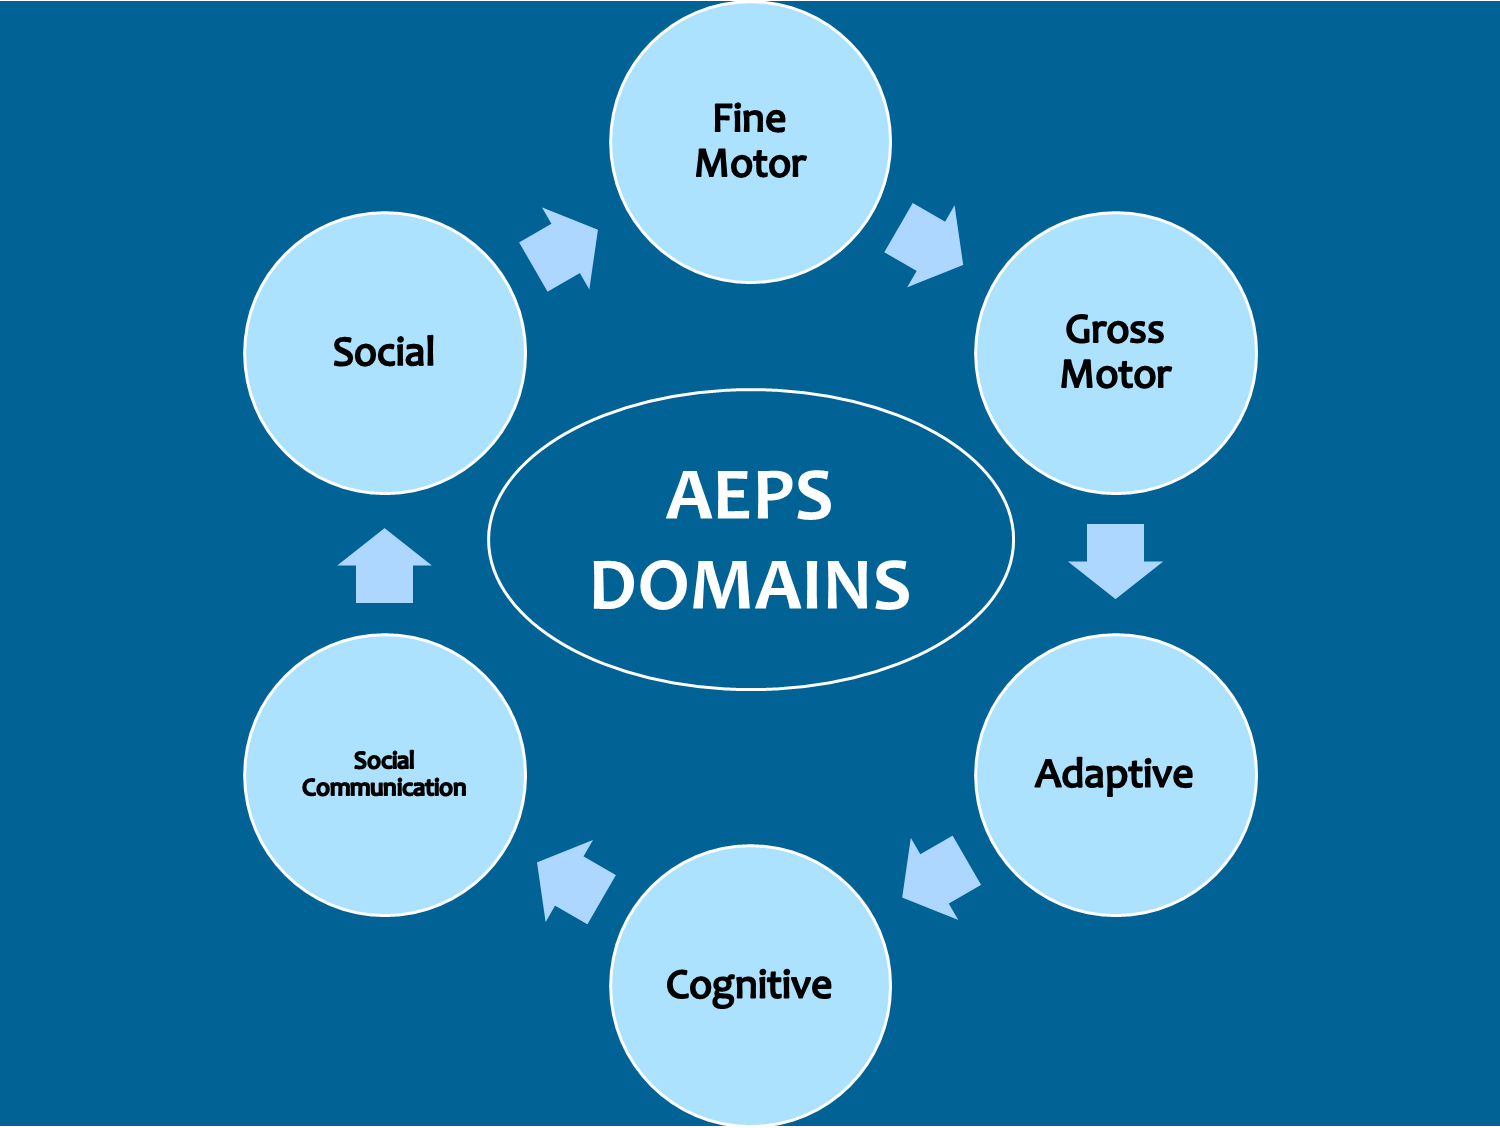 Fine
Motor
Gross
Motor
Adaptive
Cognitive
Social
Communication
Social
AEPS
DOMAINS